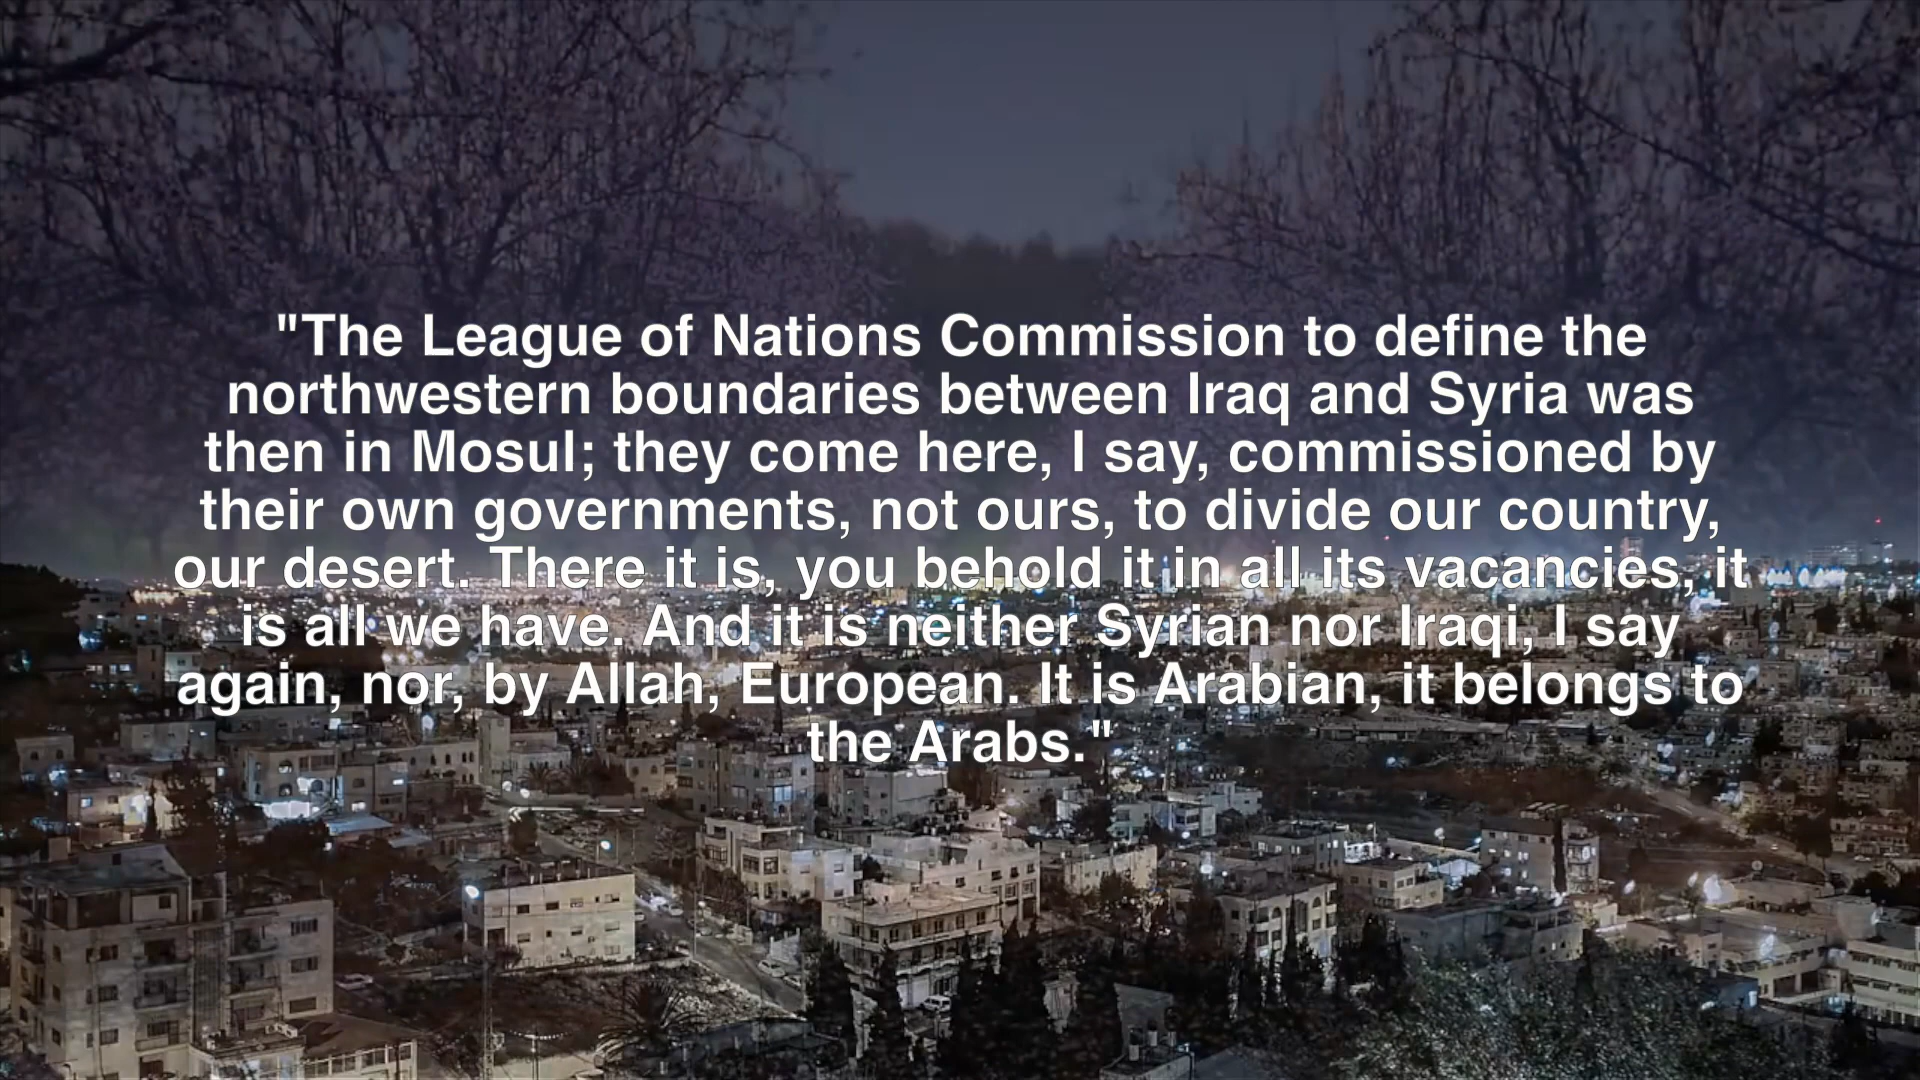 "The League of Nations Commission to define the
northwestern boundaries between Iraq and Syria was
then in Mosul; they come here, I say, commissioned by
their own governments, not ours, to divide our country,
our desert. There it is, you behold it in all its vacancies, it
is all we have. And it is neither Syrian nor Iraqi, I say
again, nor, by Allah, European. It is Arabian, it belongs to
the Arabs."